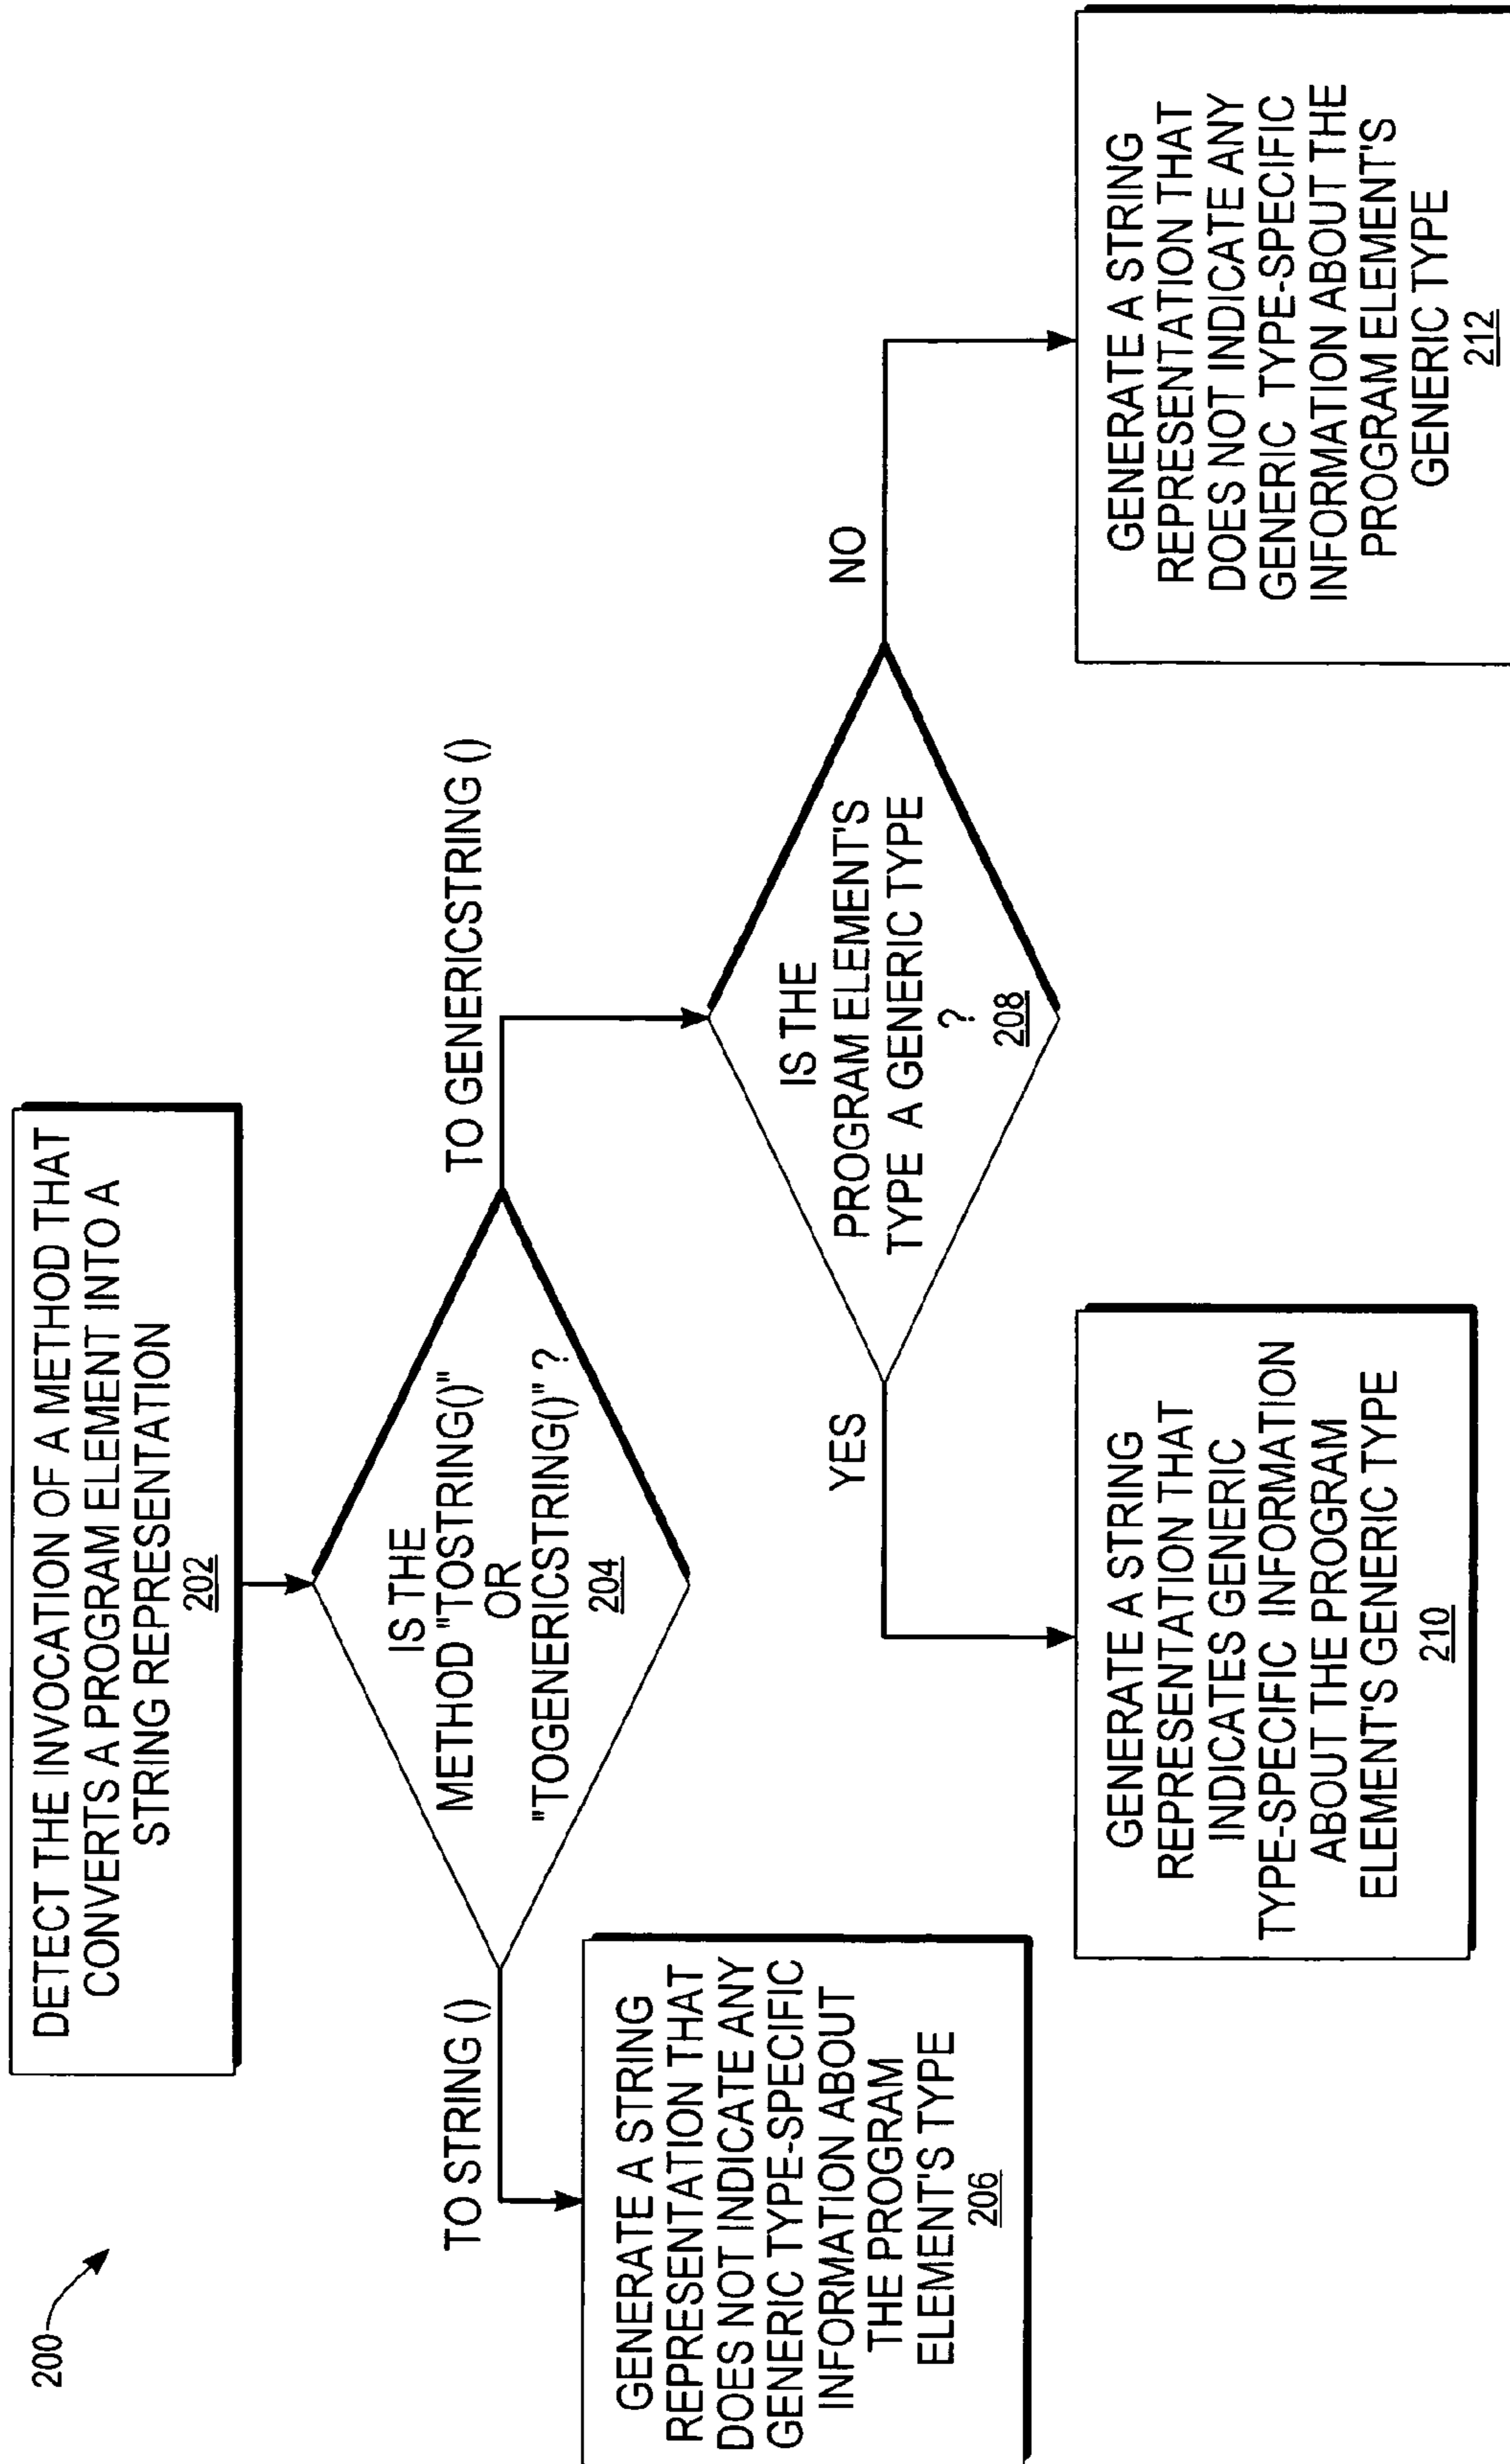 200
DETECT THE INVOCATION OF A METHOD THAT
CONVERTS A PROGRAM ELEMENT INTO A
STRING REPRESENTATION
202
IS THE
METHOD "TOSTRING()"
OR
"TOGENERICSTRING()" ?
204
TO STRING ()
TO GENERICSTRING ()
GENERATE A STRING
REPRESENTATION THAT
DOES NOT INDICATE ANY
GENERIC TYPE-SPECIFIC
INFORMATION ABOUT
THE PROGRAM
ELEMENT'S TYPE
206
IS THE
PROGRAM ELEMENT'S
TYPE A GENERIC TYPE
?
208
YES
NO
GENERATE A STRING
REPRESENTATION THAT
INDICATES GENERIC
TYPE-SPECIFIC INFORMATION
ABOUT THE PROGRAM
ELEMENT'S GENERIC TYPE
210
GENERATE A STRING
REPRESENTATION THAT
DOES NOT INDICATE ANY
GENERIC TYPE-SPECIFIC
INFORMATION ABOUT THE
PROGRAM ELEMENT'S
GENERIC TYPE
212